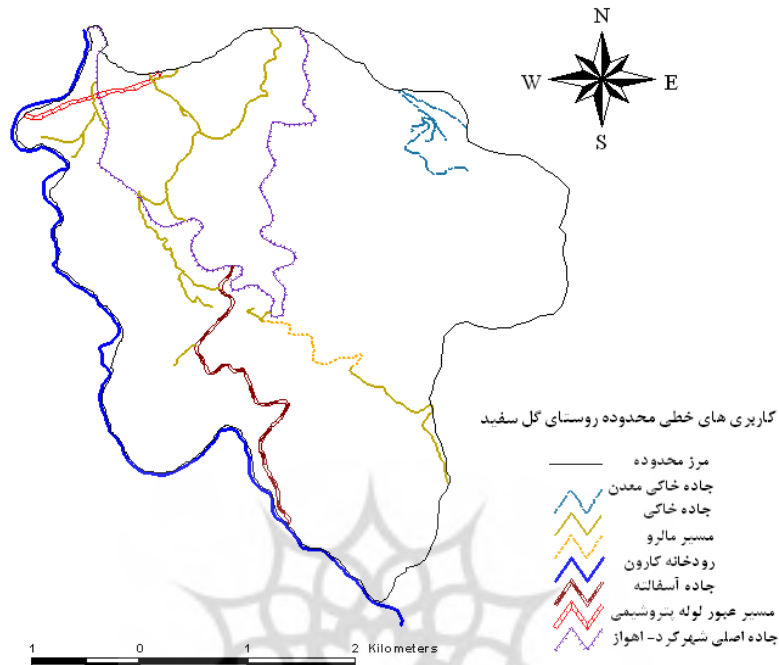 N
W E
S
کاربری های خطی محدوده روستای گل سفید
مرز محدوده
جاده خاکی معدن
جاده خاکی
مسیر مالرو
رودخانه کارون
جاده آسفالته
مسیر عبور لوله پتروشیمی
جاده اصلی شهرکرد- اهواز
1 0 1 2 Kilometers